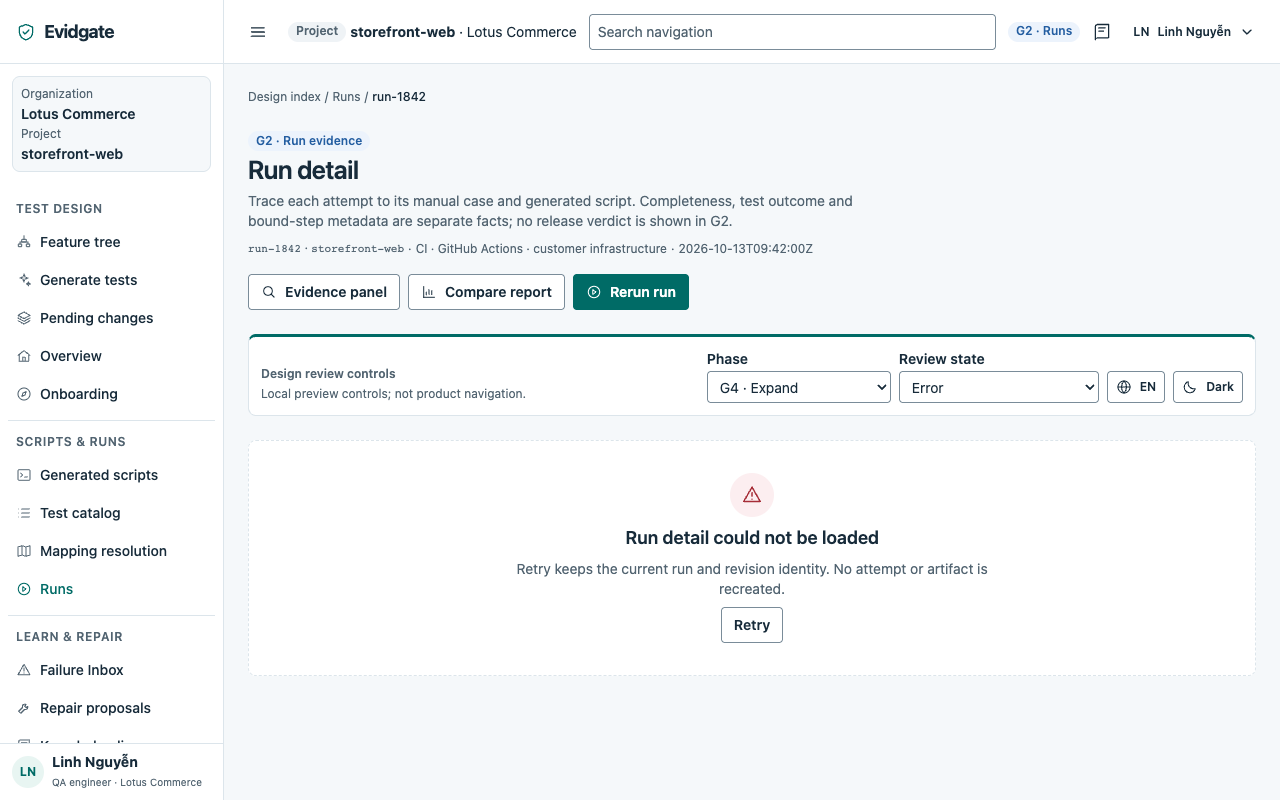 Evidgate
Project storefront-web · Lotus Commerce
Search navigation
G2 · Runs
LN Linh Nguyễn
Organization
Lotus Commerce
Project
storefront-web
TEST DESIGN
Feature tree
Generate tests
Pending changes
Overview
Onboarding
SCRIPTS & RUNS
Generated scripts
Test catalog
Mapping resolution
Runs
LEARN & REPAIR
Failure Inbox
Repair proposals
LN
Linh Nguyễn
QA engineer · Lotus Commerce
Design index / Runs / run-1842
G2 · Run evidence
Run detail
Trace each attempt to its manual case and generated script. Completeness, test outcome and
bound-step metadata are separate facts; no release verdict is shown in G2.
run-1842 · storefront-web · CI · GitHub Actions · customer infrastructure · 2026-10-13T09:42:00Z
Evidence panel
Compare report
Rerun run
Design review controls
Local preview controls; not product navigation.
Phase
G4 · Expand
Review state
Error
EN
Dark
Run detail could not be loaded
Retry keeps the current run and revision identity. No attempt or artifact is
recreated.
Retry